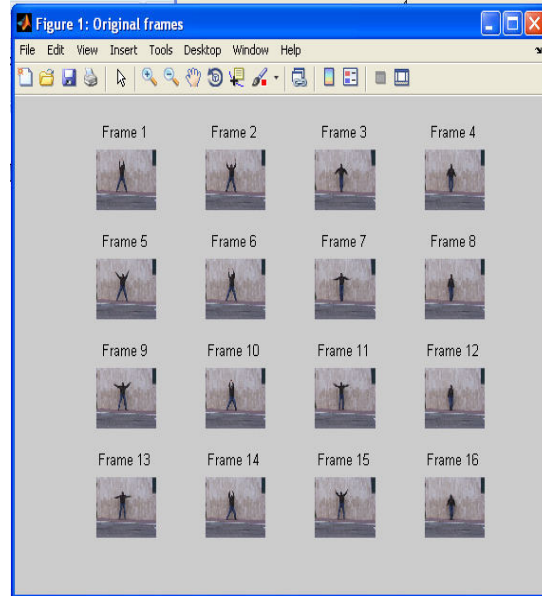 Figure 1: Original frames
File Edit View Insert Tools Desktop Window Help
Frame 1 Frame 2 Frame 3 Frame 4
Frame 5 Frame 6 Frame 7 Frame 8
Frame 9 Frame 10 Frame 11 Frame 12
Frame 13 Frame 14 Frame 15 Frame 16